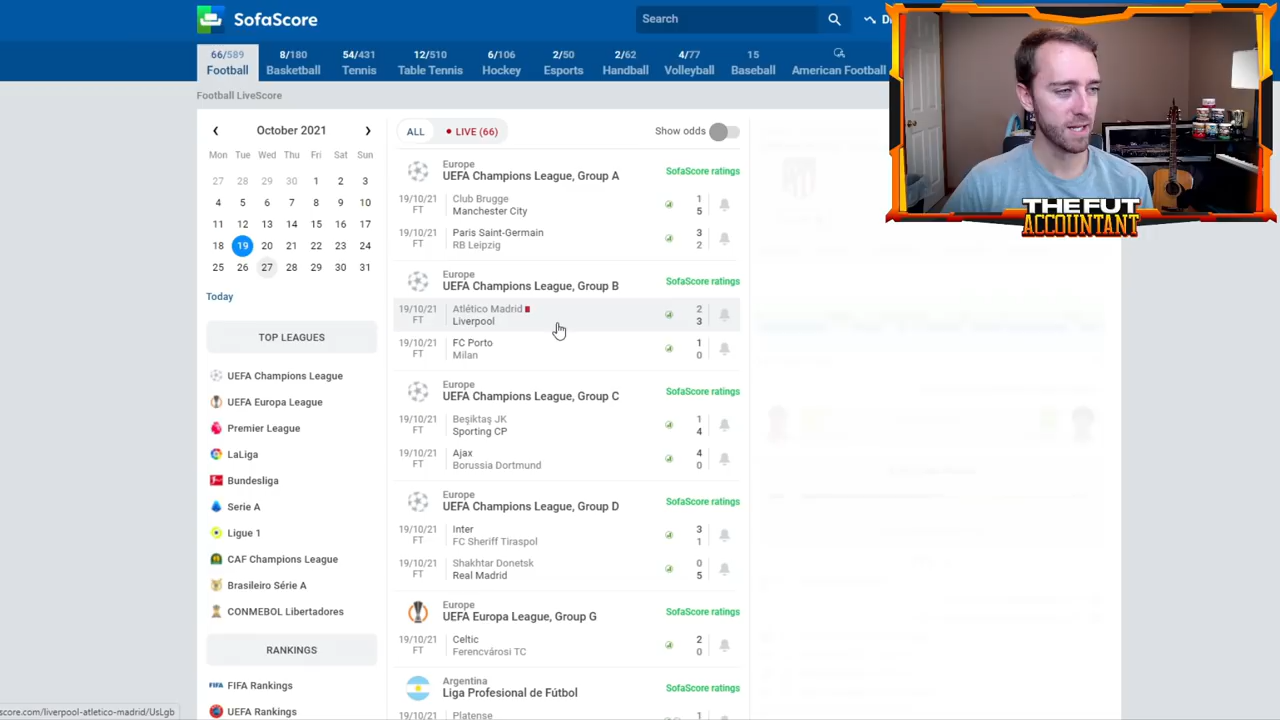 SofaScore
Search
66/589
Football
8/180
Basketball
54/431
Tennis
12/510
Table Tennis
6/106
Hockey
2/50
Esports
2/62
Handball
4/77
Volleyball
15
Baseball
American Football
Football LiveScore
October 2021
Mon Tue Wed Thu Fri Sat Sun
27 28 29 30 1 2 3
4 5 6 7 8 9 10
11 12 13 14 15 16 17
18 19 20 21 22 23 24
25 26 27 28 29 30 31
Today
TOP LEAGUES
UEFA Champions League
UEFA Europa League
Premier League
LaLiga
Bundesliga
Serie A
Ligue 1
CAF Champions League
Brasileiro Série A
CONMEBOL Libertadores
RANKINGS
FIFA FIFA Rankings
UEFA Rankings
ALL LIVE (66) Show odds
Europe
UEFA Champions League, Group A SofaScore ratings
19/10/21 Club Brugge 1
FT Manchester City 5
19/10/21 Paris Saint-Germain 3
FT RB Leipzig 2
Europe
UEFA Champions League, Group B SofaScore ratings
19/10/21 Atlético Madrid 2
FT Liverpool 3
19/10/21 FC Porto 1
FT Milan 0
Europe
UEFA Champions League, Group C SofaScore ratings
19/10/21 Beşiktaş JK 1
FT Sporting CP 4
19/10/21 Ajax 4
FT Borussia Dortmund 0
Europe
UEFA Champions League, Group D SofaScore ratings
19/10/21 Inter 3
FT FC Sheriff Tiraspol 1
19/10/21 Shakhtar Donetsk 0
FT Real Madrid 5
Europe
UEFA Europa League, Group G SofaScore ratings
19/10/21 Celtic 2
FT Ferencvárosi TC 0
Argentina
Liga Profesional de Fútbol SofaScore ratings
19/10/21 Platense 1
score.com/liverpool-atletico-madrid/UsLgb
THE FUT
ACCOUNTANT